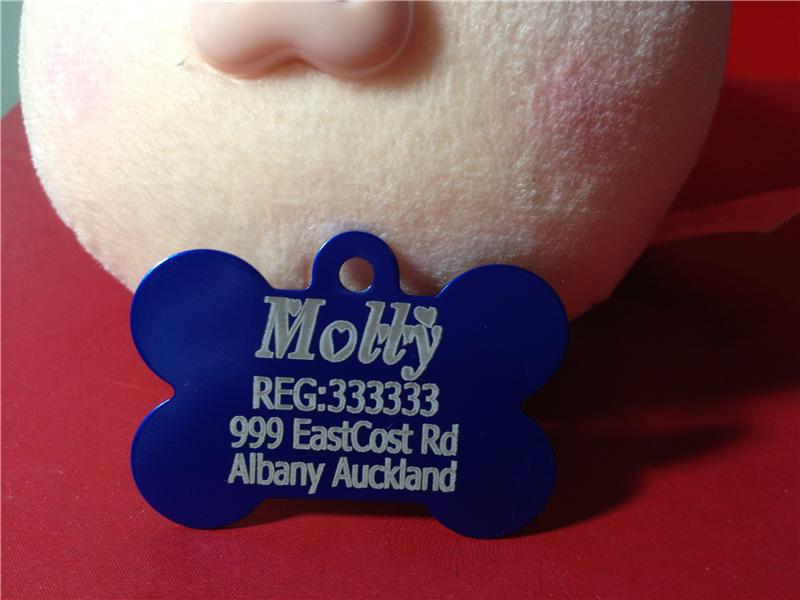 Molly
REG:333333
999 EastCost Rd
Albany Auckland